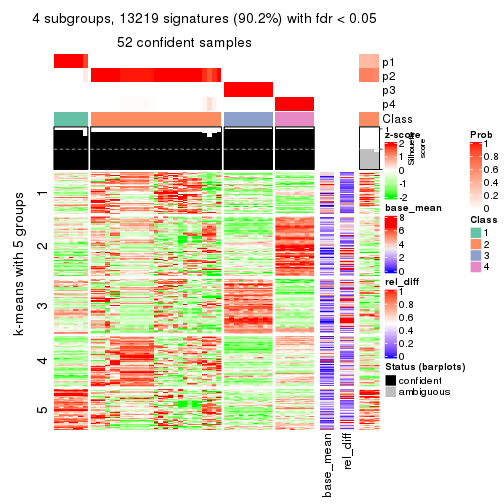 4 subgroups, 13219 signatures (90.2%) with fdr < 0.05
52 confident samples
p1
p2
p3
p4
Class
1
Silhouette
score
k-means with 5 groups
1
2
3
4
5
base_mean
rel_diff
z-score
2
1
0
-1
-2
base_mean
8
6
4
2
0
rel_diff
1
0.8
0.6
0.4
0.2
0
Status (barplots)
confident
ambiguous
Prob
1
0.8
0.6
0.4
0.2
0
Class
1
2
3
4